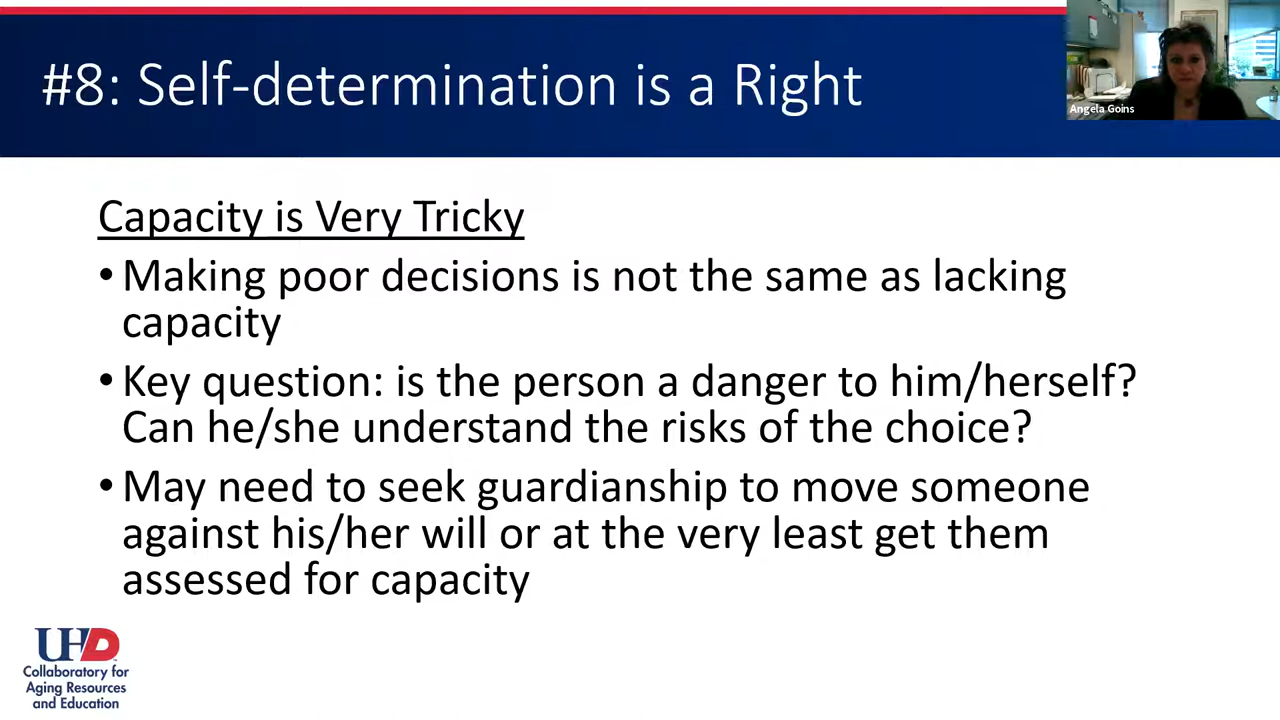 #8: Self-determination is a Right
Angela Goins
Capacity is Very Tricky
•Making poor decisions is not the same as lacking
capacity
•Key question: is the person a danger to him/herself?
Can he/she understand the risks of the choice?
•May need to seek guardianship to move someone
against his/her will or at the very least get them
assessed for capacity
UHD
Collaboratory for
Aging Resources
and Education